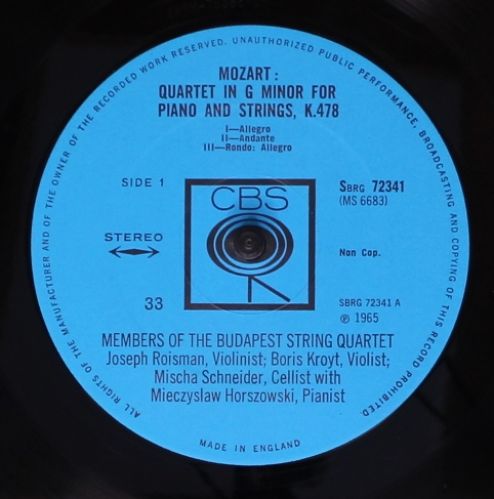 ALL RIGHTS OF THE MANUFACTURER AND OF THE OWNER OF THE RECORDED WORK RESERVED. UNAUTHORIZED PUBLIC PERFORMANCE, BROADCASTING AND COPYING OF THIS RECORD PROHIBITED.
MOZART:
QUARTET IN G MINOR FOR
PIANO AND STRINGS, K.478
I—Allegro
II—Andante
III—Rondo: Allegro
SIDE 1
CBS
SBRG 72341
(MS 6683)
STEREO
Non Cop.
33
SBRG 72341 A
℗ 1965
MEMBERS OF THE BUDAPEST STRING QUARTET
Joseph Roisman, Violinist; Boris Kroyt, Violist;
Mischa Schneider, Cellist with
Mieczyslaw Horszowski, Pianist
MADE IN ENGLAND